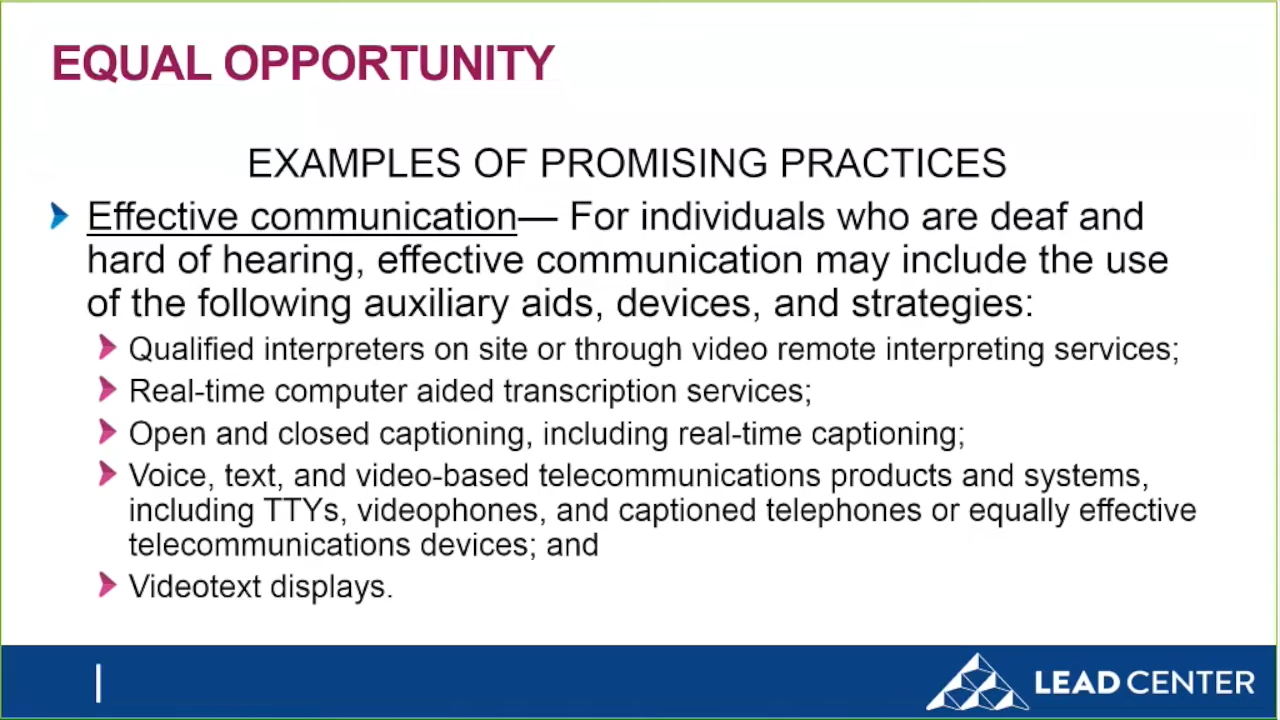 EQUAL OPPORTUNITY
EXAMPLES OF PROMISING PRACTICES
Effective communication— For individuals who are deaf and
hard of hearing, effective communication may include the use
of the following auxiliary aids, devices, and strategies:
Qualified interpreters on site or through video remote interpreting services;
Real-time computer aided transcription services;
Open and closed captioning, including real-time captioning;
Voice, text, and video-based telecommunications products and systems,
including TTYs, videophones, and captioned telephones or equally effective
telecommunications devices; and
Videotext displays.
LEAD CENTER